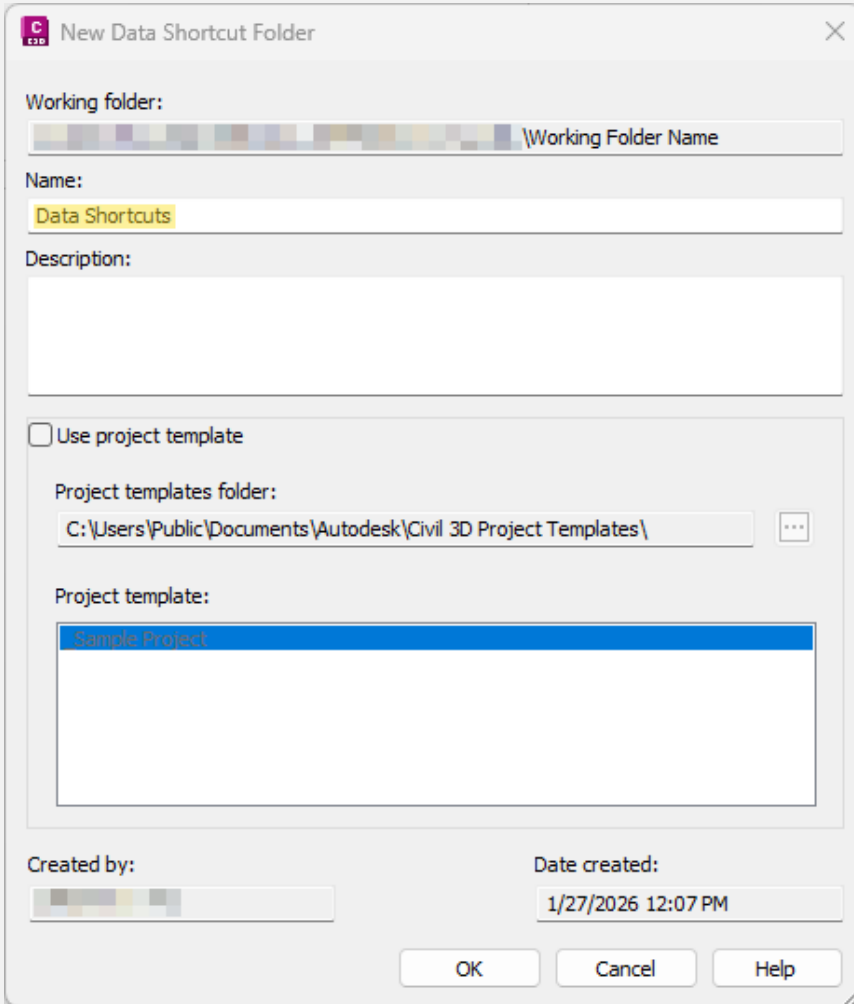 C
C3D
New Data Shortcut Folder
Working folder:
\Working Folder Name
Name:
Data Shortcuts
Description:
Use project template
Project templates folder:
C:\Users\Public\Documents\Autodesk\Civil 3D Project Templates\
...
Project template:
_Sample Project
Created by:
Date created:
1/27/2026 12:07 PM
OK
Cancel
Help